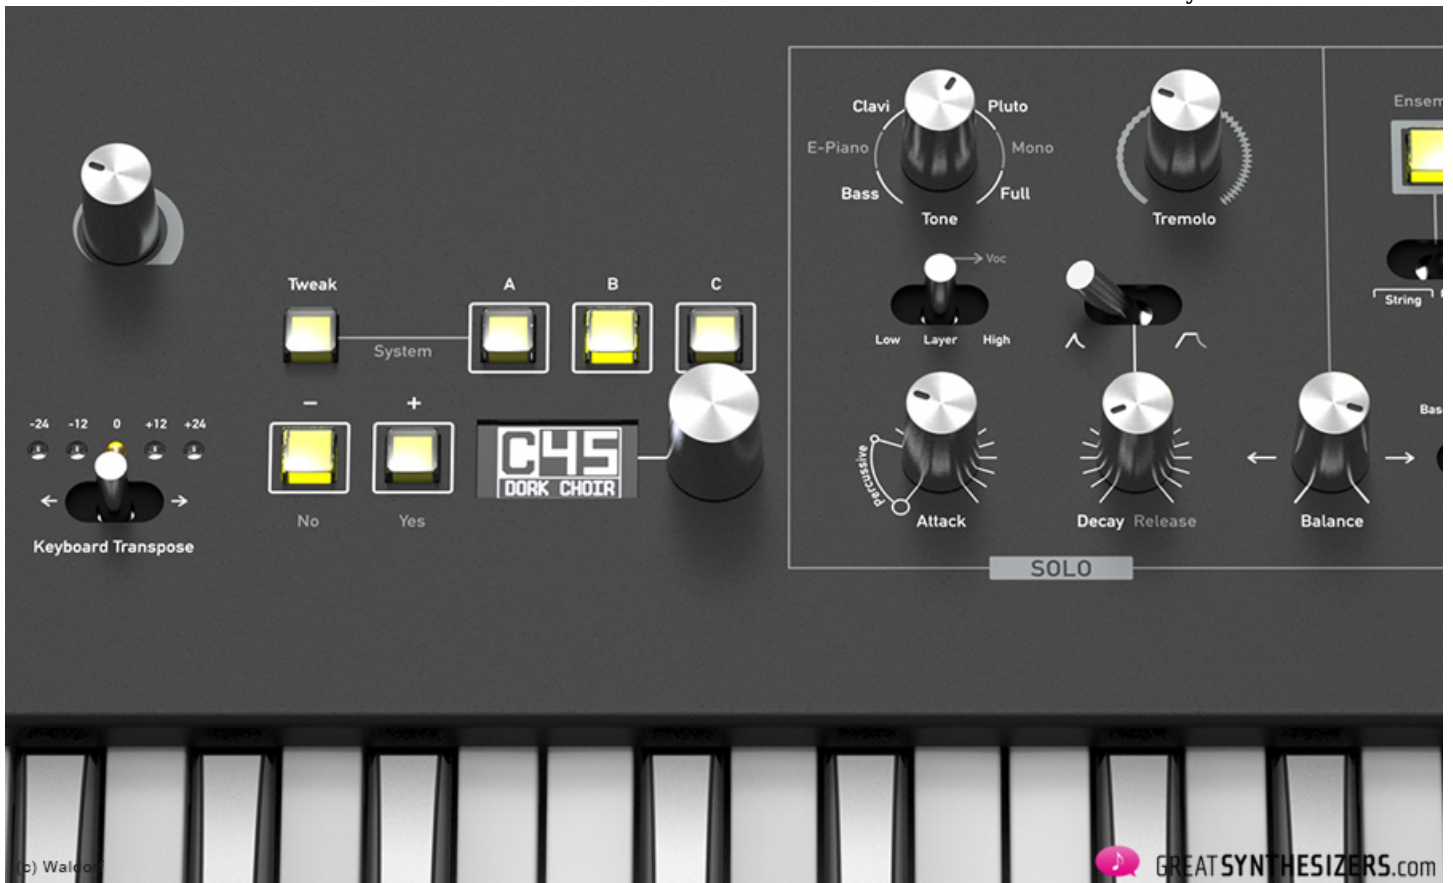 Clavi
Pluto
E-Piano
Mono
Bass
Full
Tone
Tremolo
Voc
Low Layer High
Tweak
A
B
C
System
-
+
-24 -12 0 +12 +24
C45
DORK CHOIR
No
Yes
Keyboard Transpose
Percussive
Attack
Decay Release
Balance
SOLO
String
(c) Waldorf
GREATSYNTHESIZERS.com